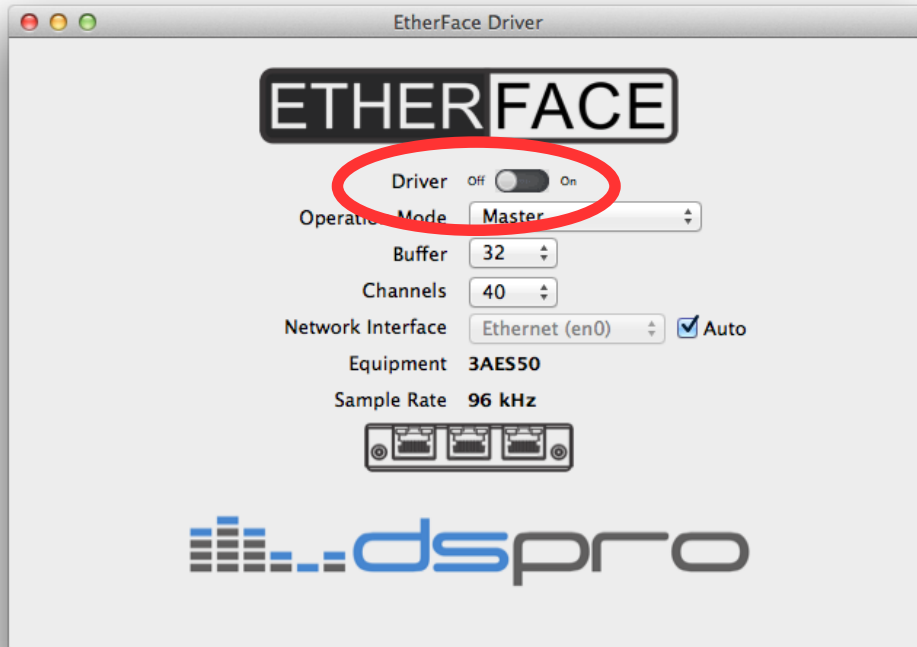 EtherFace Driver
ETHERFACE
Driver Off On
Operation Mode Master
Buffer 32
Channels 40
Network Interface Ethernet (en0) Auto
Equipment 3AES50
Sample Rate 96 kHz
dspro